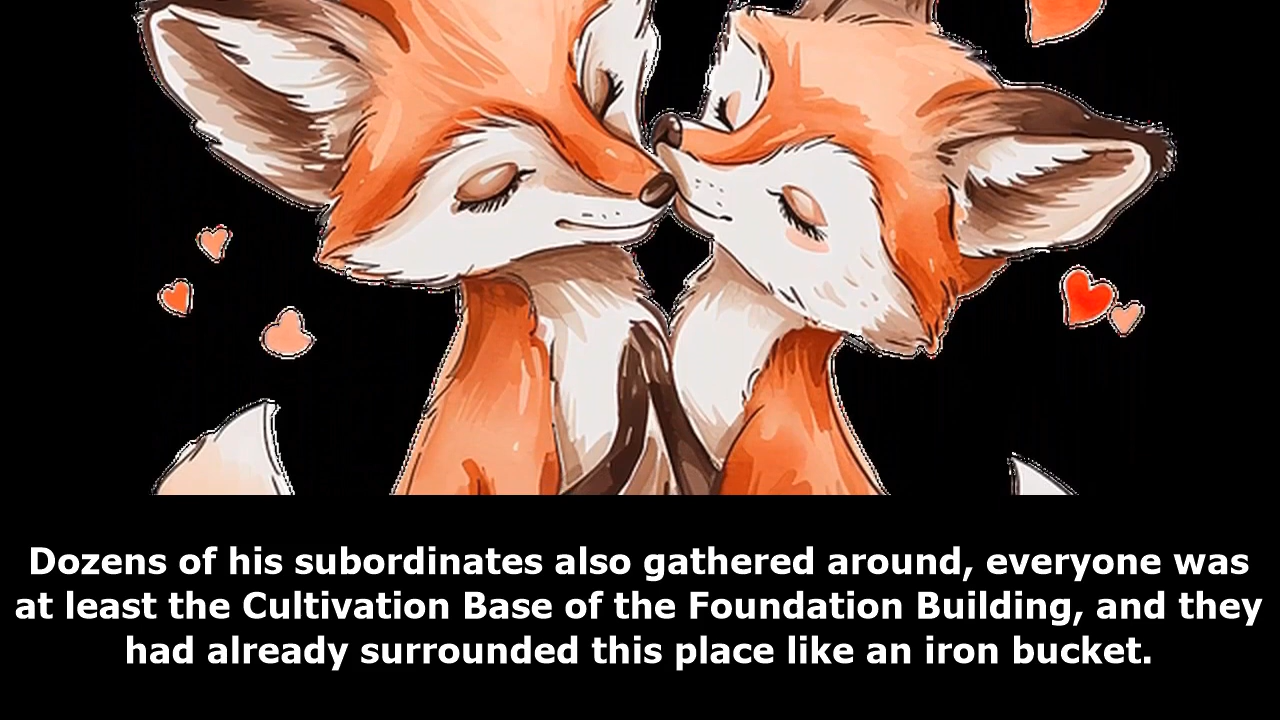 Dozens of his subordinates also gathered around, everyone was
at least the Cultivation Base of the Foundation Building, and they
had already surrounded this place like an iron bucket.